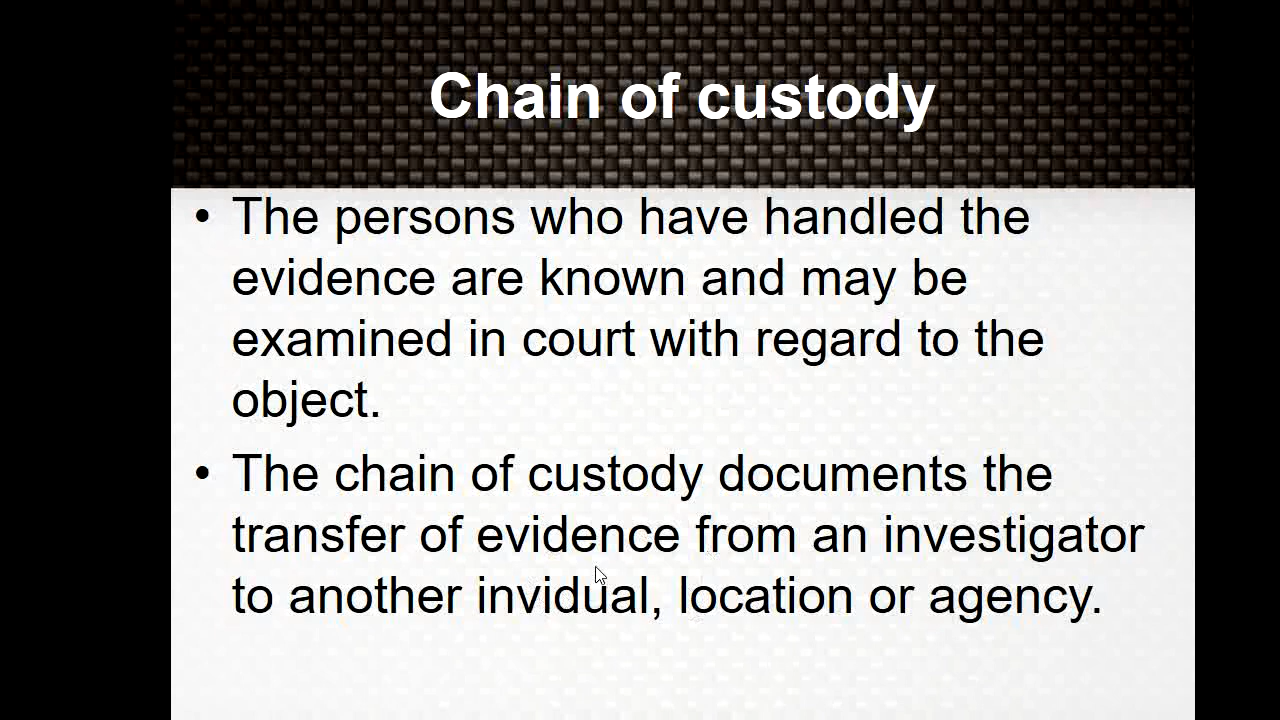 Chain of custody
• The persons who have handled the
evidence are known and may be
examined in court with regard to the
object.
• The chain of custody documents the
transfer of evidence from an investigator
to another invidual, location or agency.